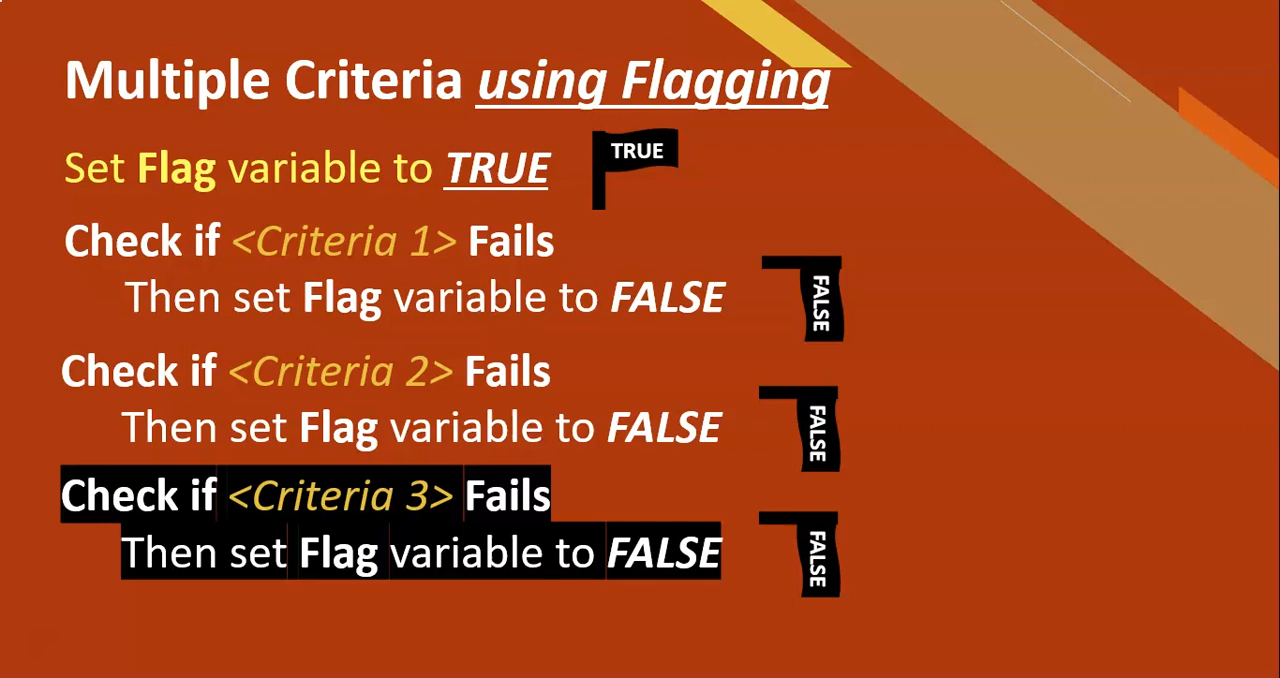 Multiple Criteria using Flagging
Set Flag variable to TRUE
TRUE
Check if <Criteria 1> Fails
Then set Flag variable to FALSE
FALSE
Check if <Criteria 2> Fails
Then set Flag variable to FALSE
FALSE
Check if <Criteria 3> Fails
Then set Flag variable to FALSE
FALSE